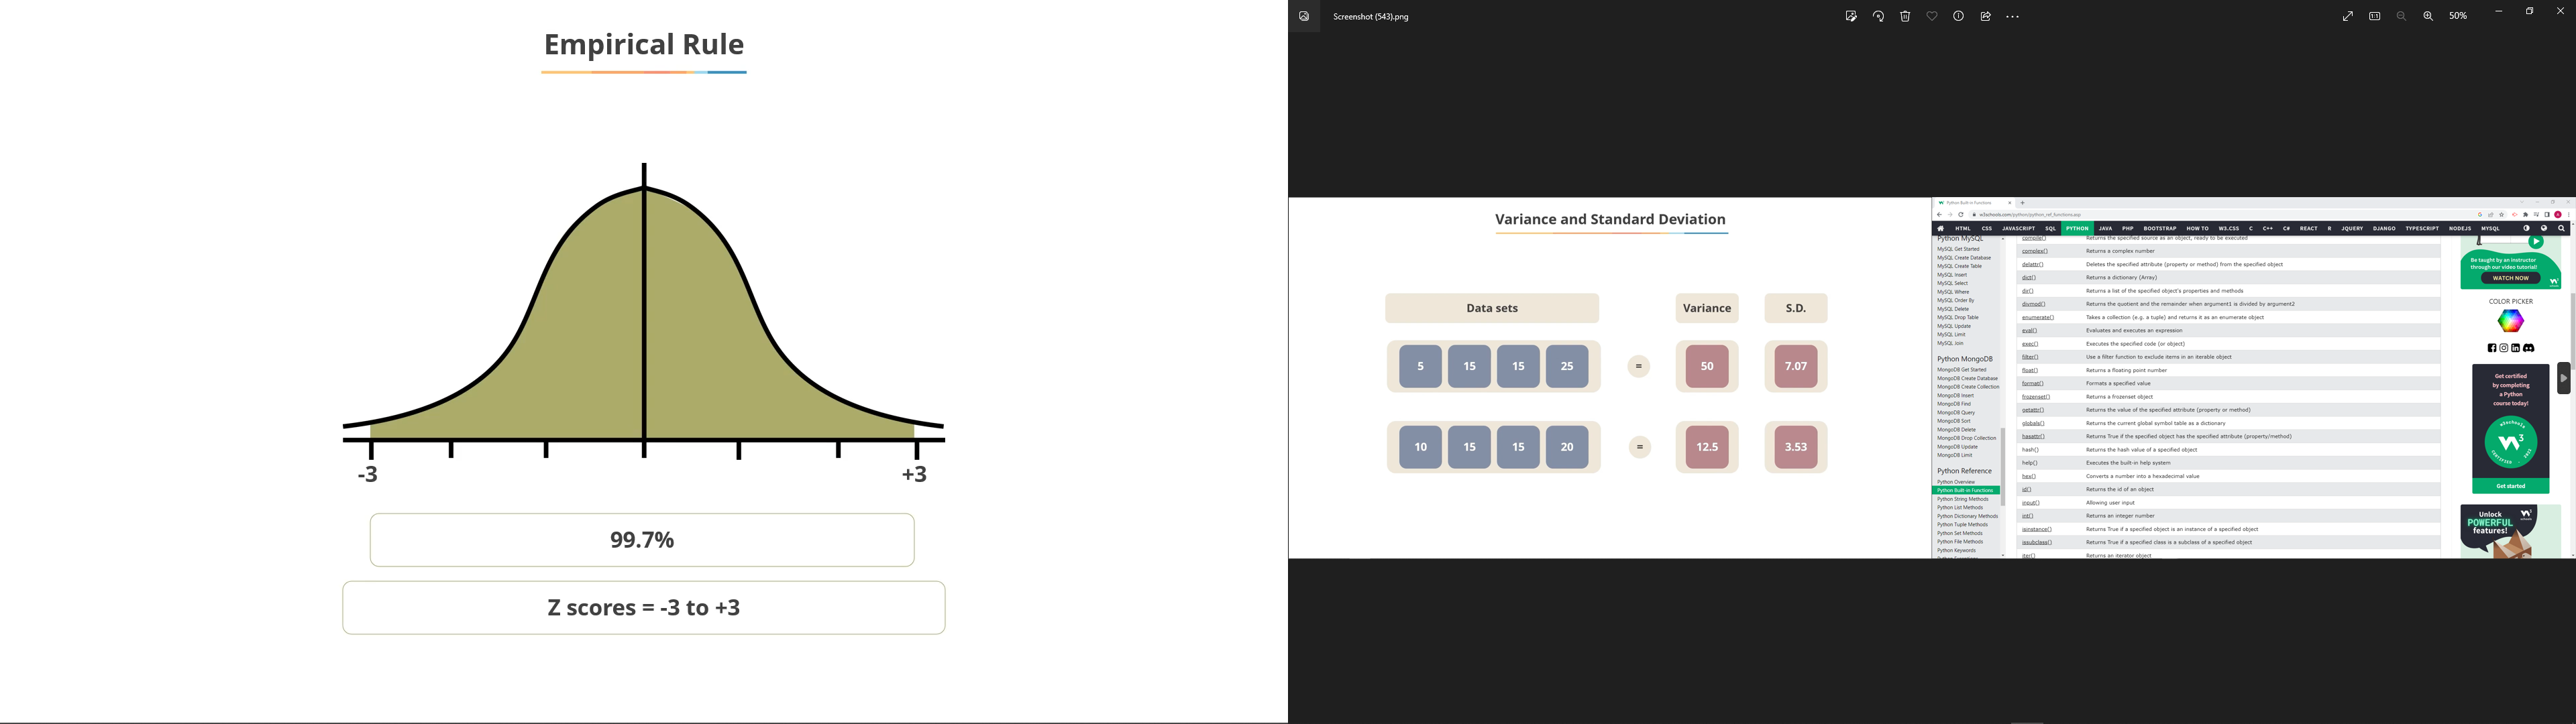 Empirical Rule
-3
+3
99.7%
Z scores = -3 to +3
Screenshot (543).png
50%
Variance and Standard Deviation
Data sets
Variance
S.D.
5 15 15 25 = 50 7.07
10 15 15 20 = 12.5 3.53
Python Built-in Functions
w3schools.com/python/python_ref_functions.asp
HTML CSS JAVASCRIPT SQL PYTHON JAVA PHP BOOTSTRAP HOW TO W3.CSS C C++ C# REACT R JQUERY DJANGO TYPESCRIPT NODEJS MYSQL
Python MySQL
MySQL Get Started
MySQL Create Database
MySQL Create Table
MySQL Insert
MySQL Select
MySQL Where
MySQL Order By
MySQL Delete
MySQL Drop Table
MySQL Update
MySQL Limit
MySQL Join
Python MongoDB
MongoDB Get Started
MongoDB Create Database
MongoDB Create Collection
MongoDB Insert
MongoDB Find
MongoDB Query
MongoDB Sort
MongoDB Delete
MongoDB Drop Collection
MongoDB Update
MongoDB Limit
Python Reference
Python Overview
Python Built-in Functions
Python String Methods
Python List Methods
Python Dictionary Methods
Python Tuple Methods
Python Set Methods
Python File Methods
Python Keywords
compile() Returns the specified source as an object, ready to be executed
complex() Returns a complex number
delattr() Deletes the specified attribute (property or method) from the specified object
dict() Returns a dictionary (Array)
dir() Returns a list of the specified object's properties and methods
divmod() Returns the quotient and the remainder when argument1 is divided by argument2
enumerate() Takes a collection (e.g. a tuple) and returns it as an enumerate object
eval() Evaluates and executes an expression
exec() Executes the specified code (or object)
filter() Use a filter function to exclude items in an iterable object
float() Returns a floating point number
format() Formats a specified value
frozenset() Returns a frozenset object
getattr() Returns the value of the specified attribute (property or method)
globals() Returns the current global symbol table as a dictionary
hasattr() Returns True if the specified object has the specified attribute (property/method)
hash() Returns the hash value of a specified object
help() Executes the built-in help system
hex() Converts a number into a hexadecimal value
id() Returns the id of an object
input() Allowing user input
int() Returns an integer number
isinstance() Returns True if a specified object is an instance of a specified object
issubclass() Returns True if a specified class is a subclass of a specified object
iter() Returns an iterator object
Be taught by an instructor
through our video tutorial!
WATCH NOW
COLOR PICKER
Get certified
by completing
a Python
course today!
w3schools
CERTIFIED
Get started
Unlock
POWERFUL
features!